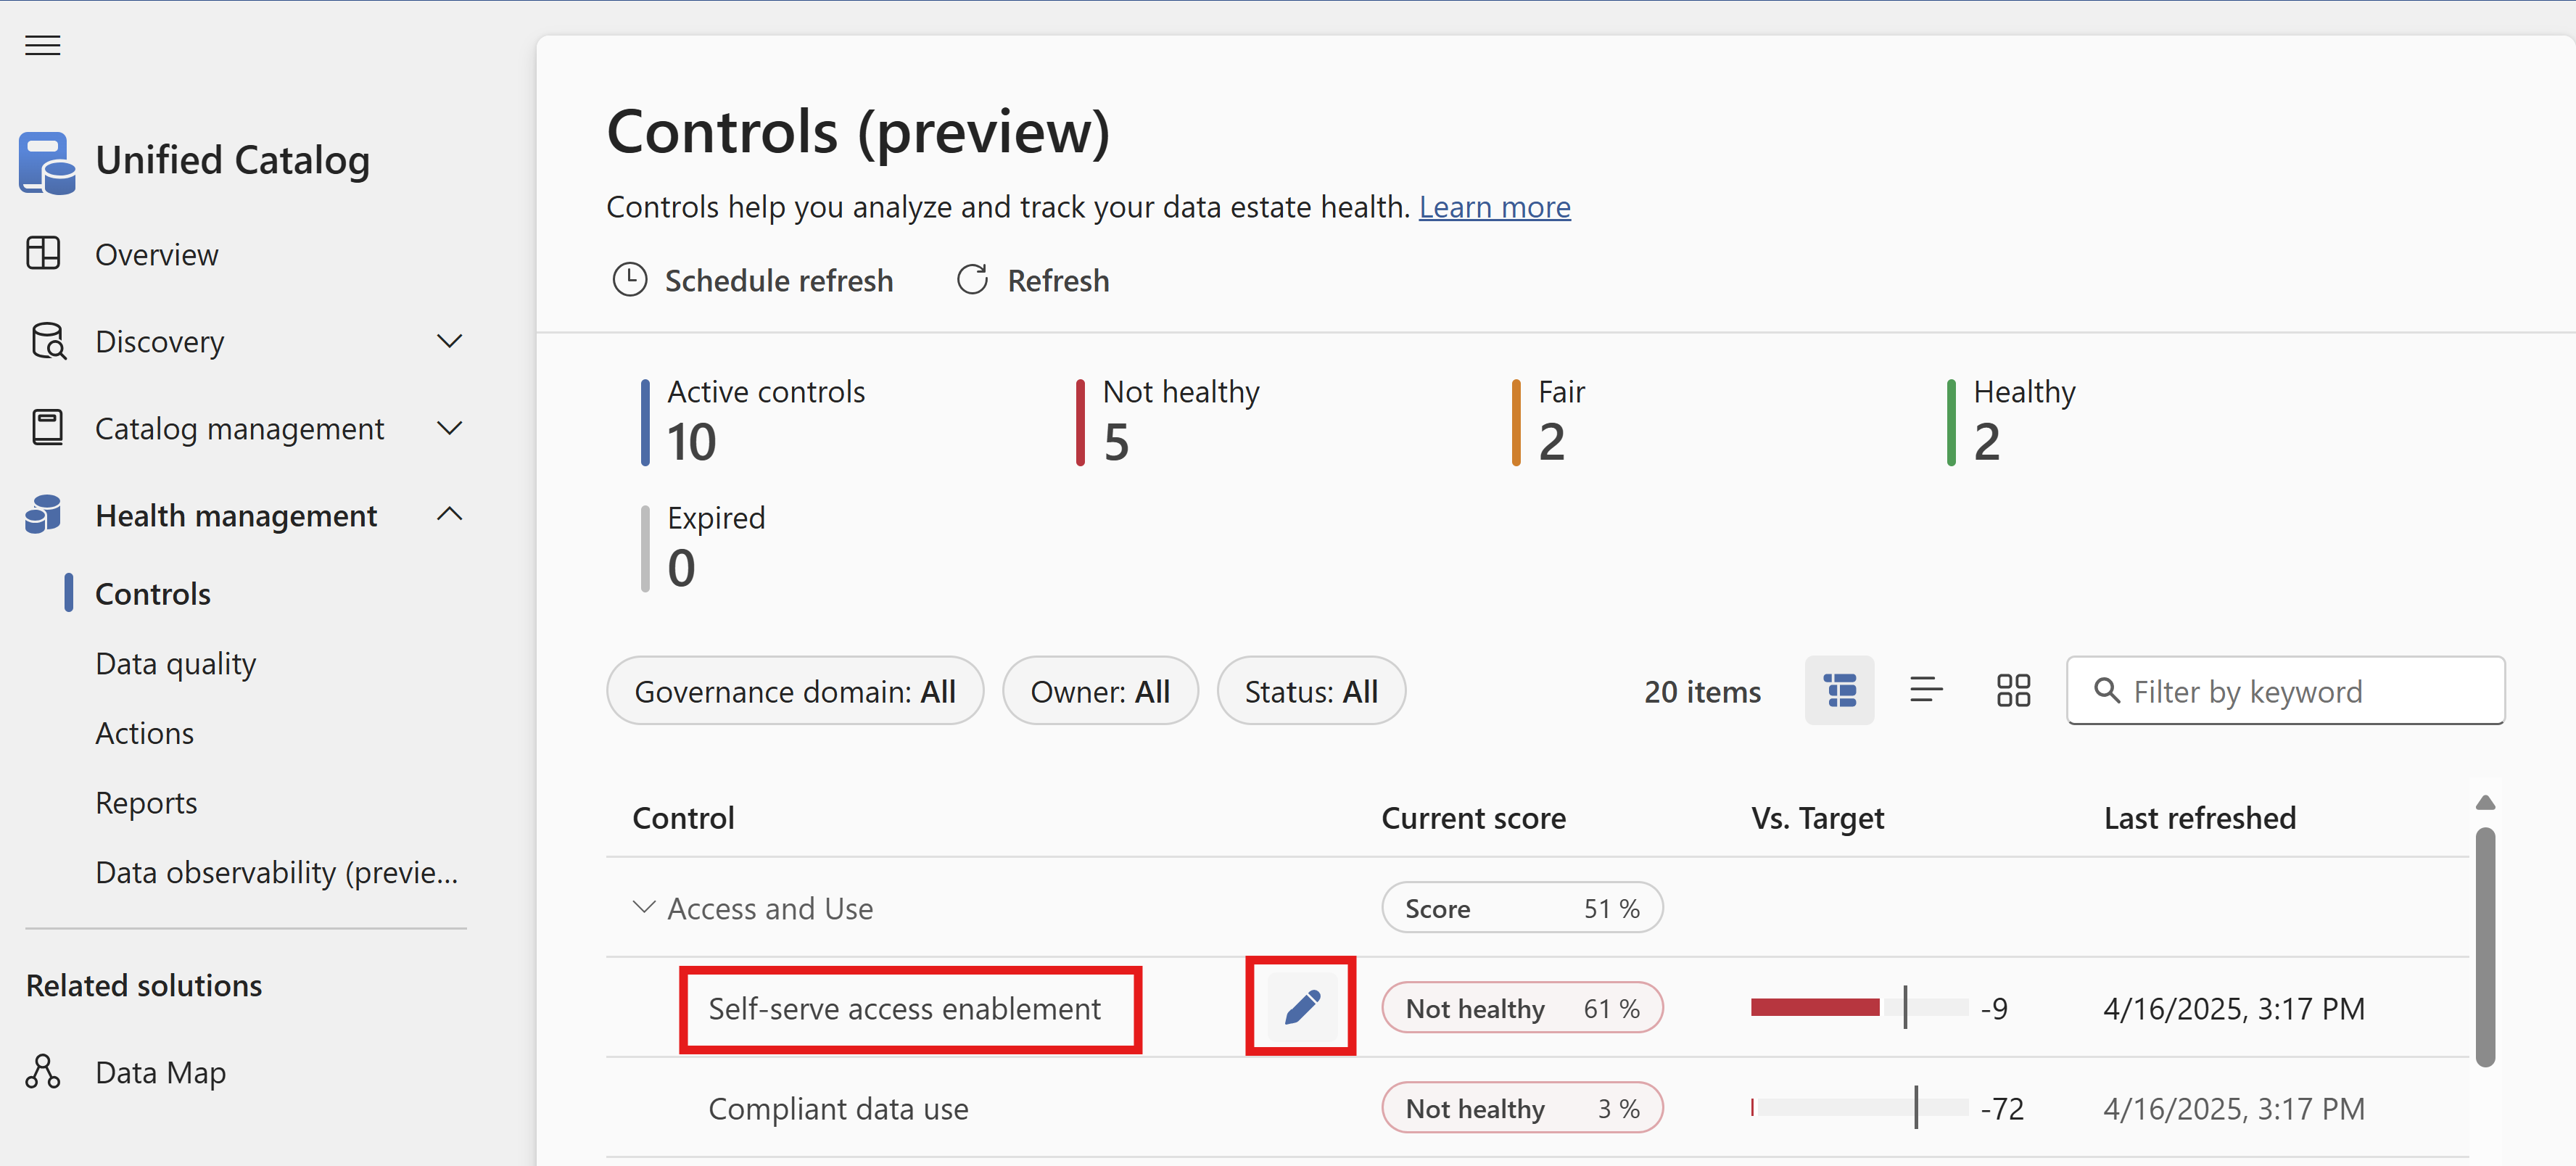 Unified Catalog
Overview
Discovery
Catalog management
Health management
Controls
Data quality
Actions
Reports
Data observability (previe...
Related solutions
Data Map
Controls (preview)
Controls help you analyze and track your data estate health. Learn more
Schedule refresh Refresh
Active controls
10
Not healthy
5
Fair
2
Healthy
2
Expired
0
Governance domain: All Owner: All Status: All 20 items Filter by keyword
Control Current score Vs. Target Last refreshed
Access and Use Score 51 %
Self-serve access enablement Not healthy 61 % -9 4/16/2025, 3:17 PM
Compliant data use Not healthy 3 % -72 4/16/2025, 3:17 PM